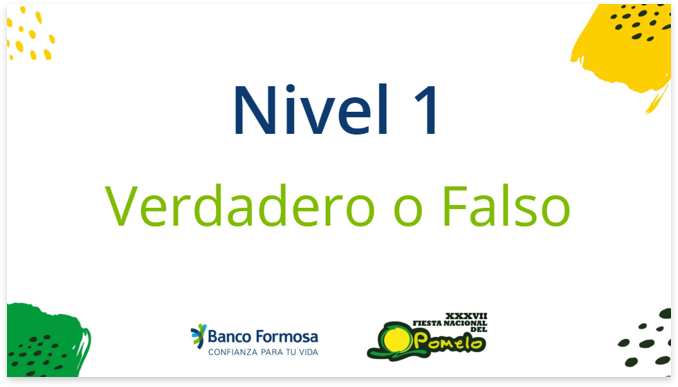 Nivel 1
Verdadero o Falso
Banco Formosa
CONFIANZA PARA TU VIDA
XXXVII
FIESTA NACIONAL
DEL
Pomelo